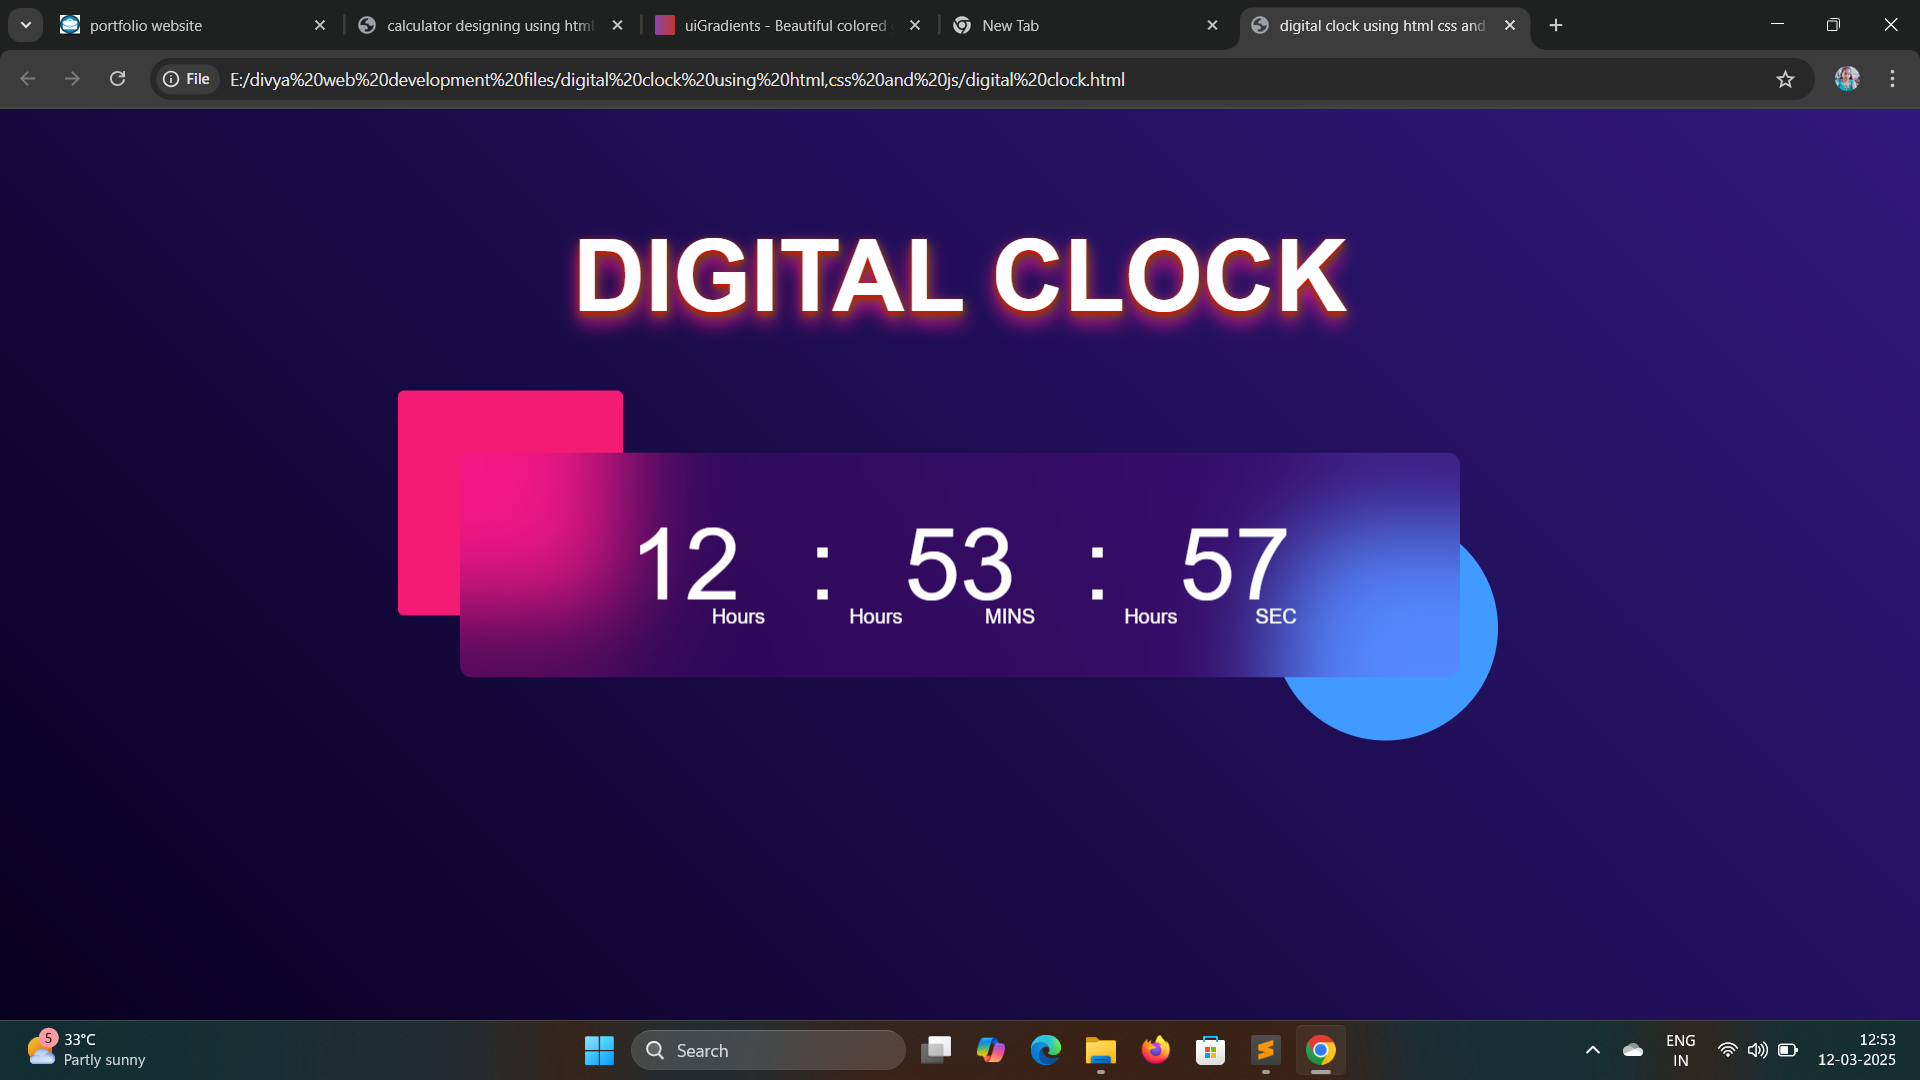 portfolio website
calculator designing using html
uiGradients - Beautiful colored
New Tab
digital clock using html css and
File
E:/divya%20web%20development%20files/digital%20clock%20using%20html,css%20and%20js/digital%20clock.html
DIGITAL CLOCK
12 : 53 : 57
Hours Hours MINS Hours SEC
5
33°C
Partly sunny
Search
ENG
IN
12:53
12-03-2025